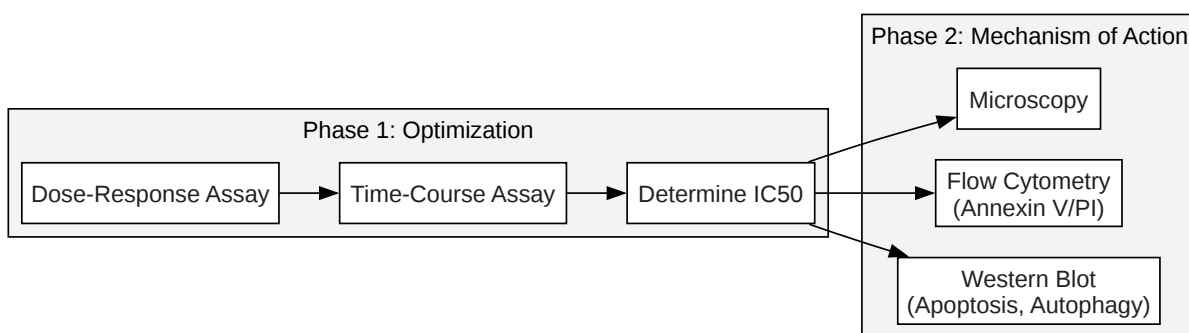 Phase 1: Optimization
Dose-Response Assay
Time-Course Assay
Determine IC50
Phase 2: Mechanism of Action
Microscopy
Flow Cytometry
(Annexin V/PI)
Western Blot
(Apoptosis, Autophagy)